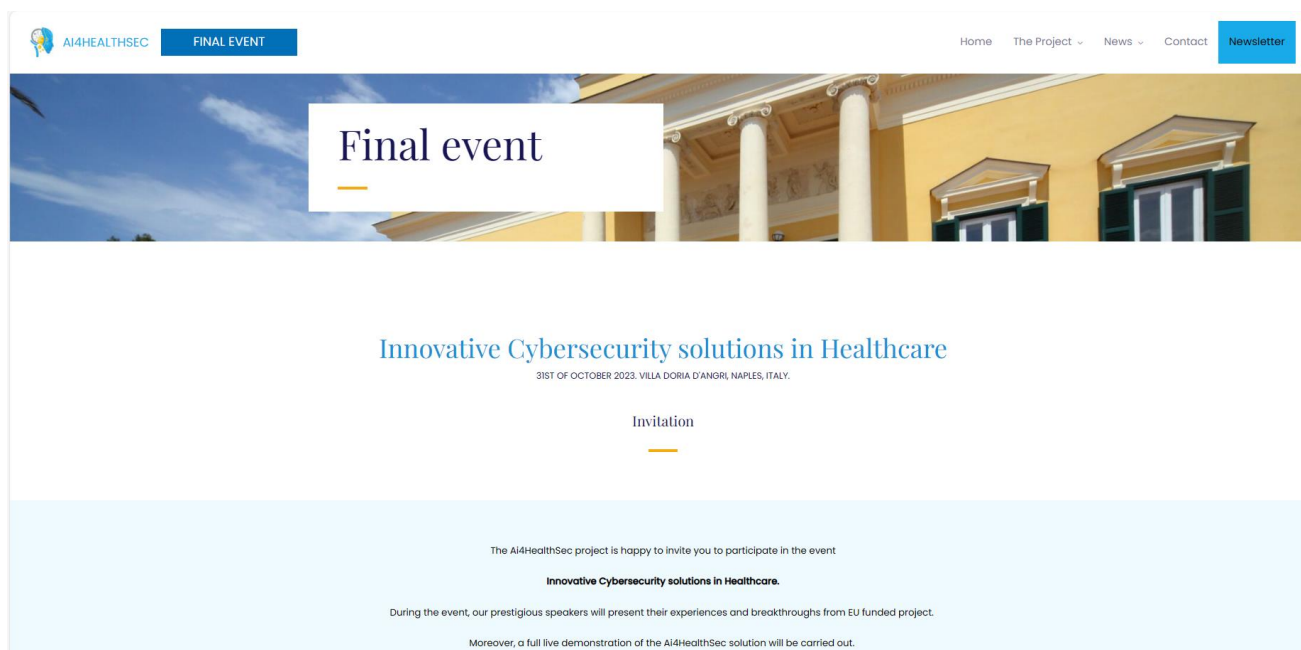 AI4HEALTHSEC
FINAL EVENT
Home The Project News Contact Newsletter
Final event
Innovative Cybersecurity solutions in Healthcare
31ST OF OCTOBER 2023. VILLA DORIA D'ANGRI, NAPLES, ITALY.
Invitation
The Ai4HealthSec project is happy to invite you to participate in the event
Innovative Cybersecurity solutions in Healthcare.
During the event, our prestigious speakers will present their experiences and breakthroughs from EU funded project.
Moreover, a full live demonstration of the Ai4HealthSec solution will be carried out.